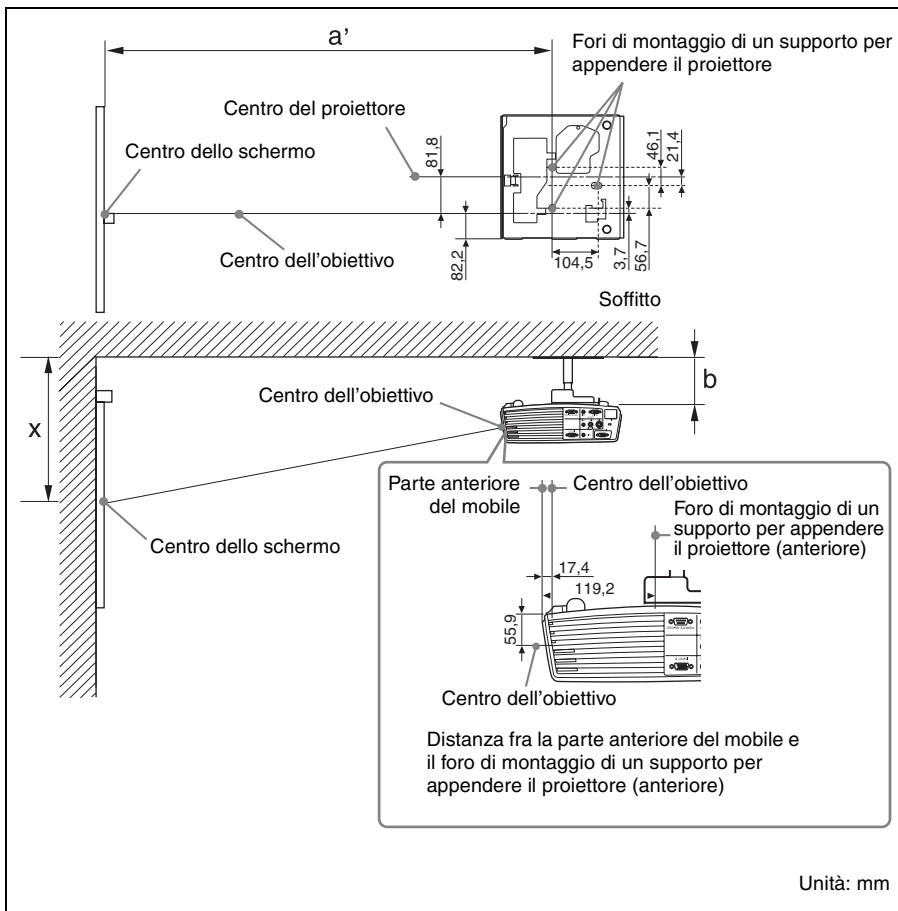 a'
Fori di montaggio di un supporto per
appendere il proiettore
Centro del proiettore
Centro dello schermo
81,8
46,1
21,4
Centro dell'obiettivo
82,2
104,5
3,7
56,7
Soffitto
Centro dell'obiettivo
b
x
Parte anteriore
del mobile
Centro dell'obiettivo
Foro di montaggio di un
supporto per appendere
il proiettore (anteriore)
Centro dello schermo
17,4
119,2
55,9
Centro dell'obiettivo
Distanza fra la parte anteriore del mobile e
il foro di montaggio di un supporto per
appendere il proiettore (anteriore)
Unità: mm